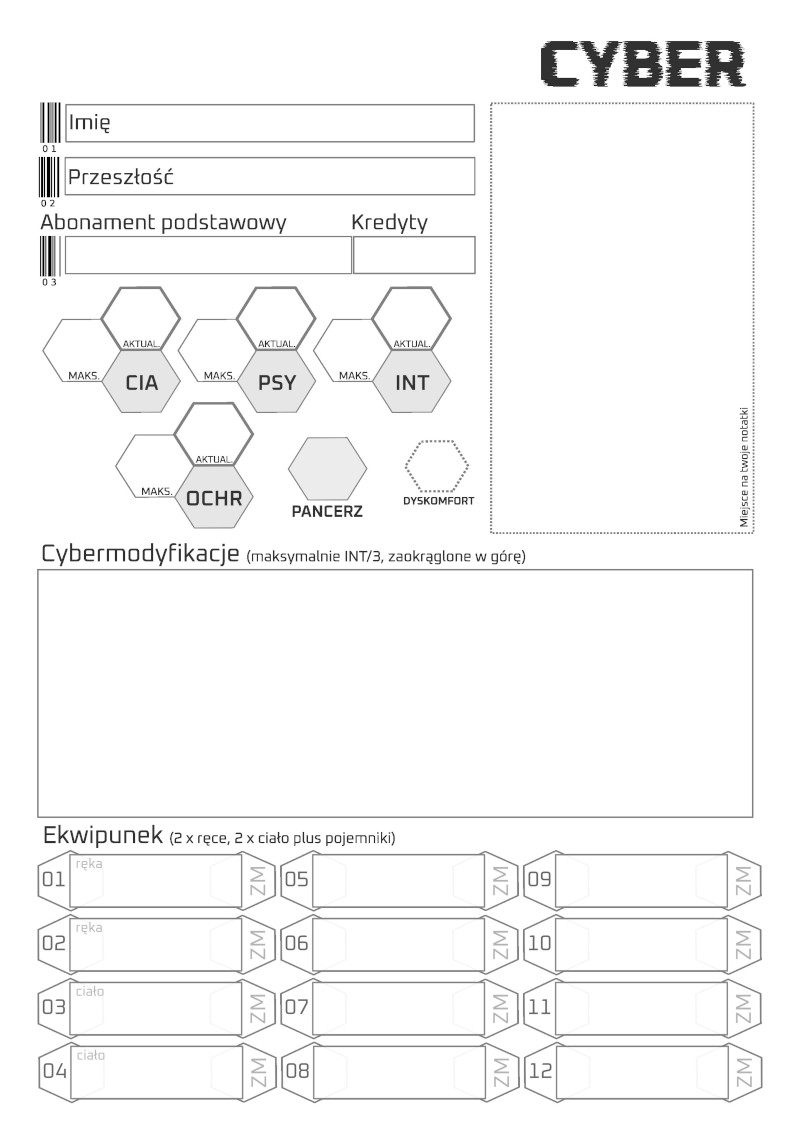 CYBER
Imię
01
Przeszłość
02
Abonament podstawowy
Kredyty
03
AKTUAL.
MAKS.
CIA
AKTUAL.
MAKS.
PSY
AKTUAL.
MAKS.
INT
AKTUAL.
MAKS.
OCHR
PANCERZ
DYSKOMFORT
Miejsce na twoje notatki
Cybermodyfikacje (maksymalnie INT/3, zaokrąglone w górę)
Ekwipunek (2 x ręce, 2 x ciało plus pojemniki)
01 ręka ZM
05 ZM
09 ZM
02 ręka ZM
06 ZM
10 ZM
03 ciało ZM
07 ZM
11 ZM
04 ciało ZM
08 ZM
12 ZM